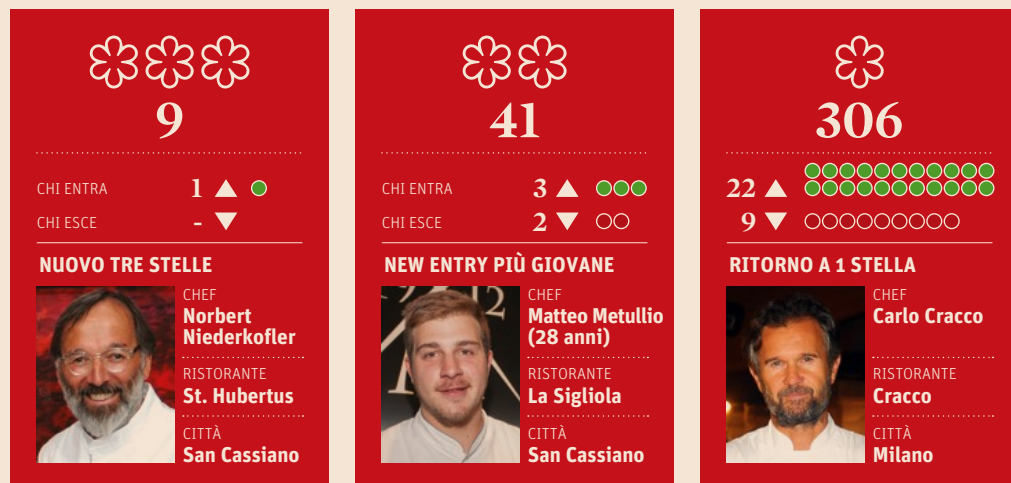 9
CHI ENTRA 1
CHI ESCE -
NUOVO TRE STELLE
CHEF
Norbert
Niederkofler
RISTORANTE
St. Hubertus
CITTÀ
San Cassiano
41
CHI ENTRA 3
CHI ESCE 2
NEW ENTRY PIÙ GIOVANE
1912
CHEF
Matteo Metullio
(28 anni)
RISTORANTE
La Sigliola
CITTÀ
San Cassiano
306
22
9
RITORNO A 1 STELLA
CHEF
Carlo Cracco
RISTORANTE
Cracco
CITTÀ
Milano